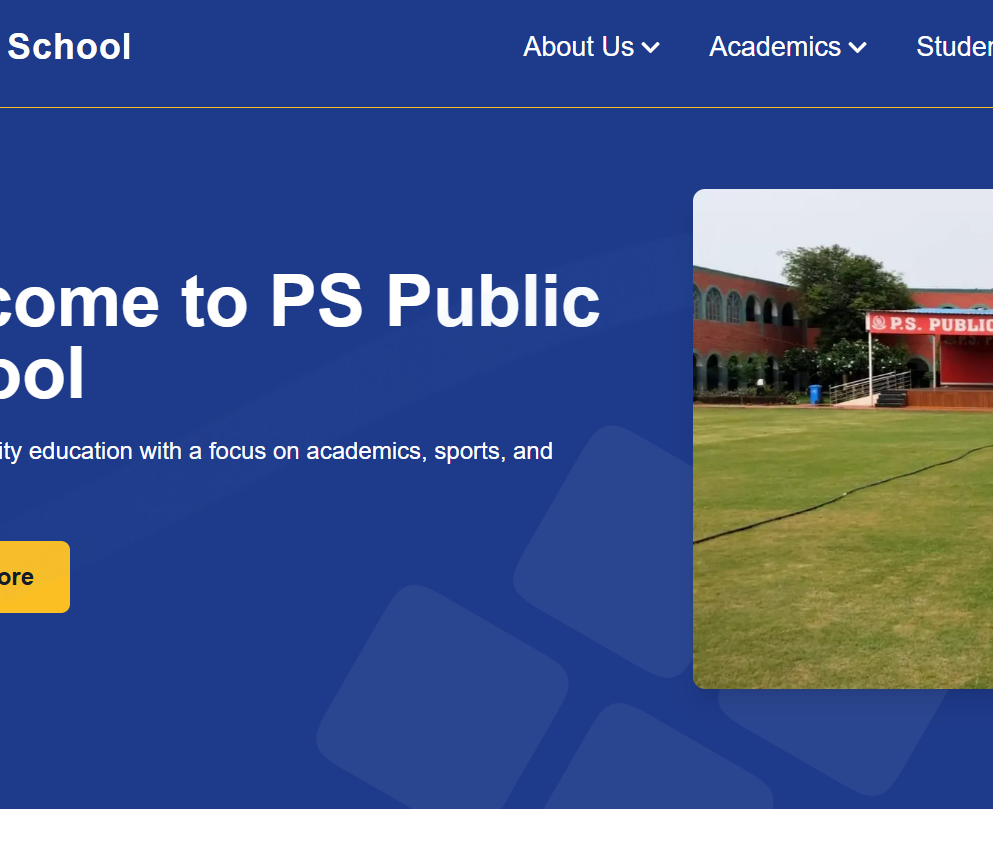 School
About Us
Academics
Studen
come to PS Public
ool
ity education with a focus on academics, sports, and
ore
P.S. PUBLIC